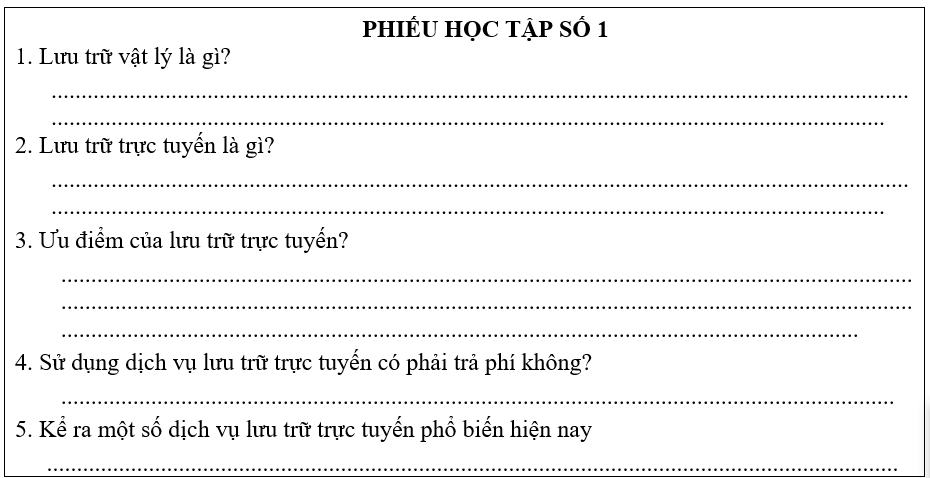 PHIẾU HỌC TẬP SỐ 1
1. Lưu trữ vật lý là gì?
................................................................................................................................................
............................................................................................................................................
2. Lưu trữ trực tuyến là gì?
................................................................................................................................................
............................................................................................................................................
3. Ưu điểm của lưu trữ trực tuyến?
...............................................................................................................................................
...............................................................................................................................................
......................................................................................................................................
4. Sử dụng dịch vụ lưu trữ trực tuyến có phải trả phí không?
............................................................................................................................................
5. Kể ra một số dịch vụ lưu trữ trực tuyến phổ biến hiện nay
...............................................................................................................................................